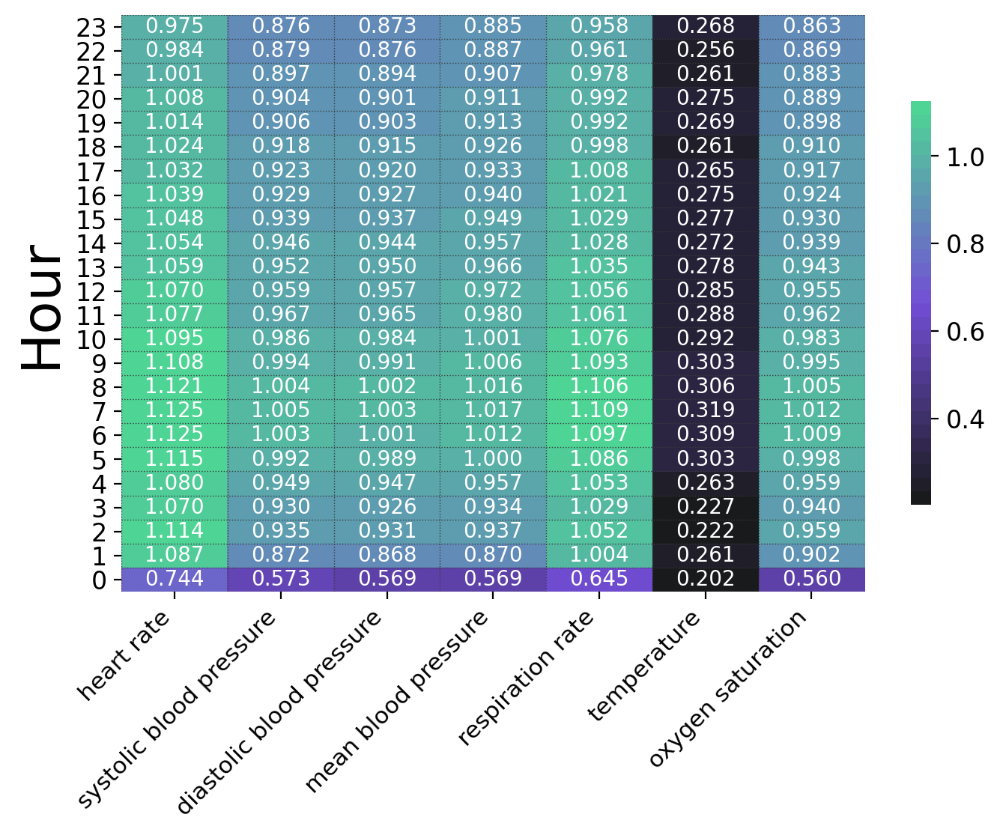 23 0.975 0.876 0.873 0.885 0.958 0.268 0.863
22 0.984 0.879 0.876 0.887 0.961 0.256 0.869
21 1.001 0.897 0.894 0.907 0.978 0.261 0.883
20 1.008 0.904 0.901 0.911 0.992 0.275 0.889
19 1.014 0.906 0.903 0.913 0.992 0.269 0.898
18 1.024 0.918 0.915 0.926 0.998 0.261 0.910
17 1.032 0.923 0.920 0.933 1.008 0.265 0.917
16 1.039 0.929 0.927 0.940 1.021 0.275 0.924
15 1.048 0.939 0.937 0.949 1.029 0.277 0.930
14 1.054 0.946 0.944 0.957 1.028 0.272 0.939
13 1.059 0.952 0.950 0.966 1.035 0.278 0.943
12 1.070 0.959 0.957 0.972 1.056 0.285 0.955
11 1.077 0.967 0.965 0.980 1.061 0.288 0.962
10 1.095 0.986 0.984 1.001 1.076 0.292 0.983
9 1.108 0.994 0.991 1.006 1.093 0.303 0.995
8 1.121 1.004 1.002 1.016 1.106 0.306 1.005
7 1.125 1.005 1.003 1.017 1.109 0.319 1.012
6 1.125 1.003 1.001 1.012 1.097 0.309 1.009
5 1.115 0.992 0.989 1.000 1.086 0.303 0.998
4 1.080 0.949 0.947 0.957 1.053 0.263 0.959
3 1.070 0.930 0.926 0.934 1.029 0.227 0.940
2 1.114 0.935 0.931 0.937 1.052 0.222 0.959
1 1.087 0.872 0.868 0.870 1.004 0.261 0.902
0 0.744 0.573 0.569 0.569 0.645 0.202 0.560
Hour
heart rate
systolic blood pressure
diastolic blood pressure
mean blood pressure
respiration rate
temperature
oxygen saturation
1.0
0.8
0.6
0.4